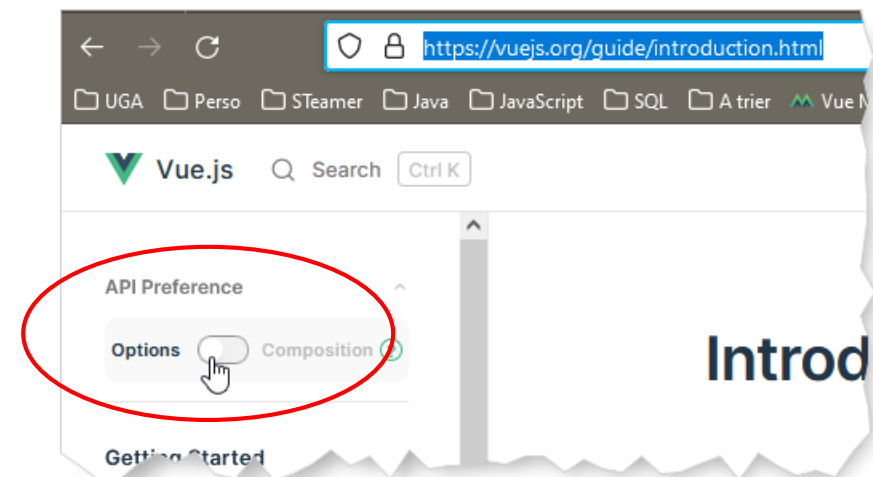 https://vuejs.org/guide/introduction.html
UGA Perso STeamer Java JavaScript SQL A trier Vue
Vue.js Search Ctrl K
API Preference
Options Composition ?
Introd
Getting Started